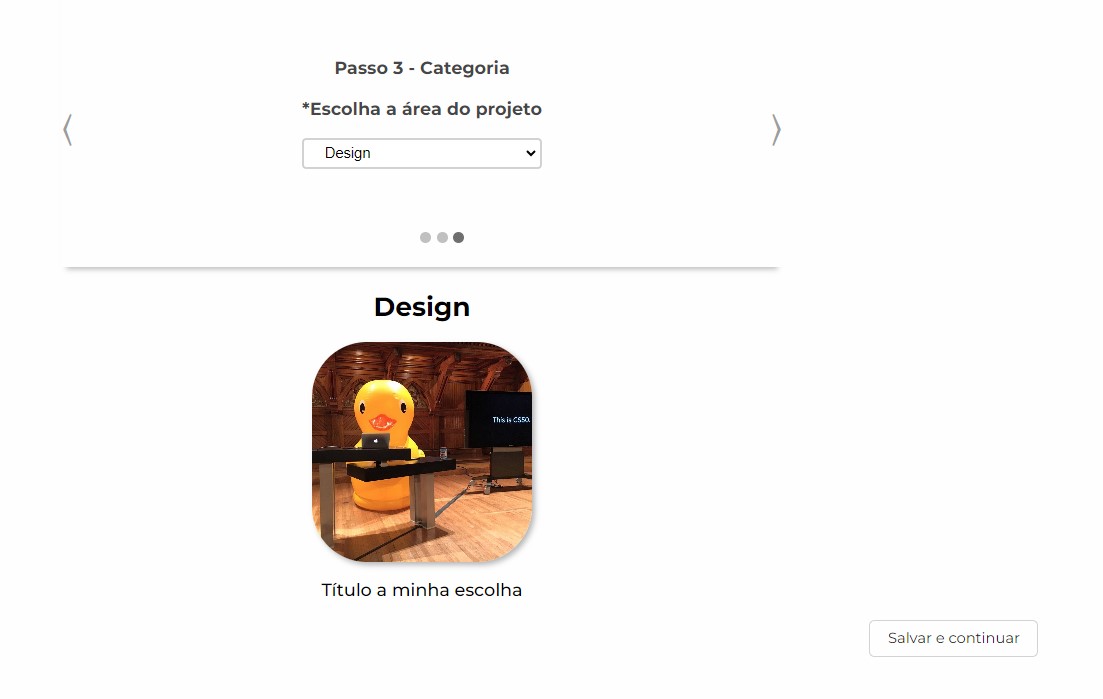 Passo 3 - Categoria
*Escolha a área do projeto
Design
Design
This is CS50.
Título a minha escolha
Salvar e continuar